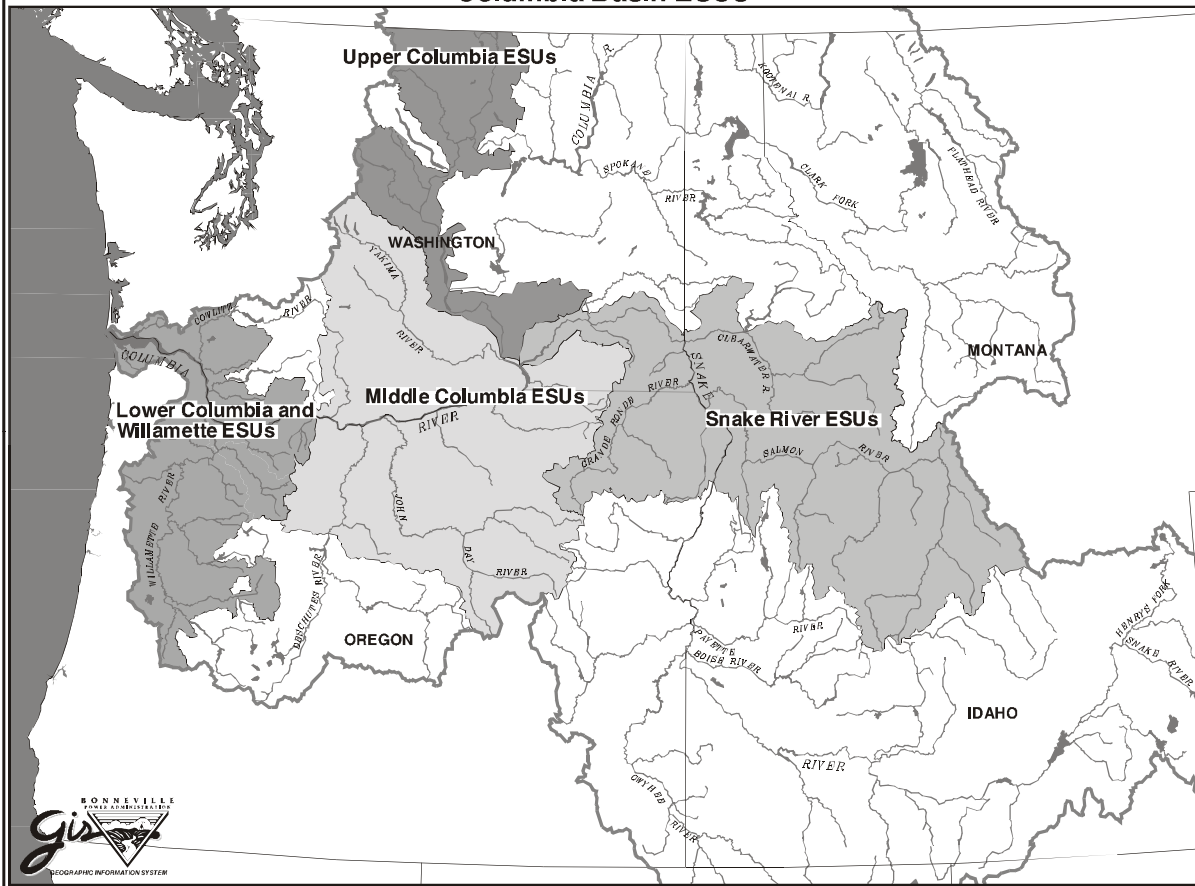 Columbia Basin ESUs
Upper Columbia ESUs
COLUMBIA R
KOOTENAI R.
FLATHEAD RIVER
CLARK FORK
SPOKANE
RIVER
WASHINGTON
YAKIMA
RIVER
COWLITZ
RIVER
COLUMBIA
MONTANA
CLEARWATER R
SNAKE
Middle Columbia ESUs
RIVER
Lower Columbia and
Willamette ESUs
RIVER
Snake River ESUs
GRANDE RONDE
SALMON
RIVER
WILLAMETTE
RIVER
JOHN
DAY
RIVER
DESCHUTES RIVER
OREGON
PAYETTE
RIVER
BOISE RIVER
HENRYS FORK
SNAKE
RIVER
IDAHO
RIVER
OWYHEE
RIVER
BONNEVILLE
POWER ADMINISTRATION
gis
GEOGRAPHIC INFORMATION SYSTEM